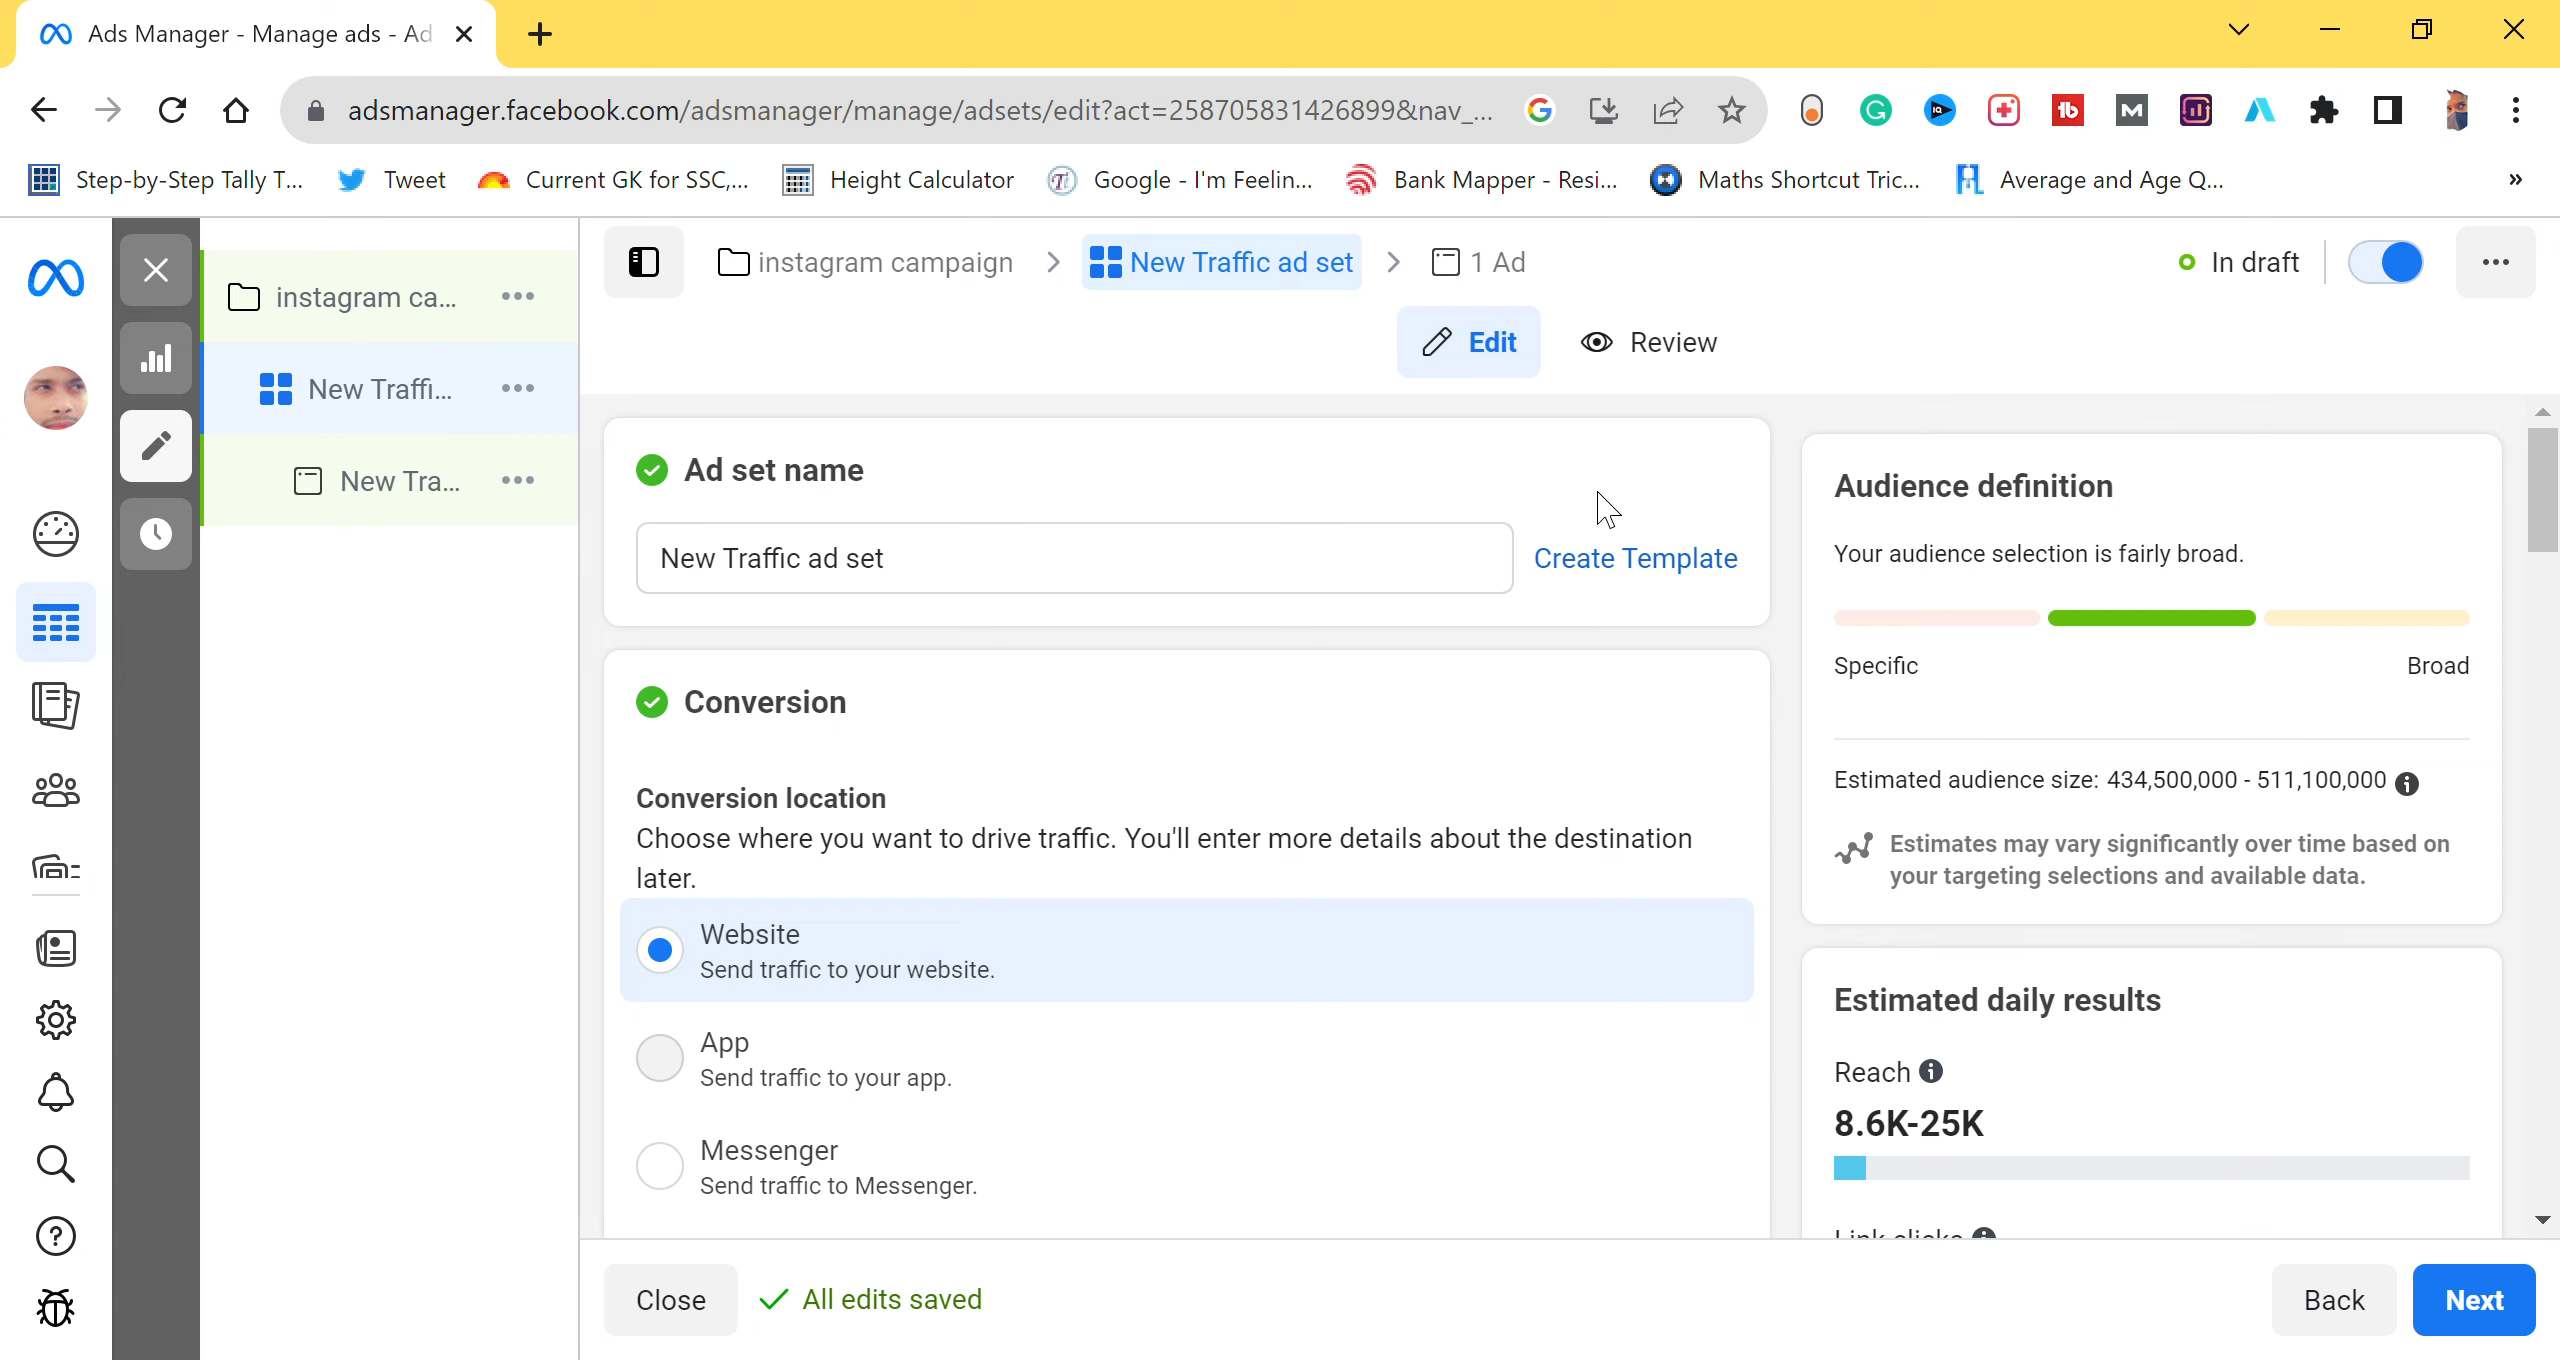 Ads Manager - Manage ads - Ad
adsmanager.facebook.com/adsmanager/manage/adsets/edit?act=258705831426899&nav_...
Step-by-Step Tally T...
Tweet
Current GK for SSC,...
Height Calculator
Google - I'm Feelin...
Bank Mapper - Resi...
Maths Shortcut Tric...
Average and Age Q...
»
instagram ca...
New Traffi...
New Tra...
instagram campaign
New Traffic ad set
1 Ad
In draft
Edit
Review
Ad set name
New Traffic ad set
Create Template
Conversion
Conversion location
Choose where you want to drive traffic. You'll enter more details about the destination
later.
Website
Send traffic to your website.
App
Send traffic to your app.
Messenger
Send traffic to Messenger.
Audience definition
Your audience selection is fairly broad.
Specific
Broad
Estimated audience size: 434,500,000 - 511,100,000
Estimates may vary significantly over time based on
your targeting selections and available data.
Estimated daily results
Reach
8.6K-25K
Link clicks
Close
All edits saved
Back
Next